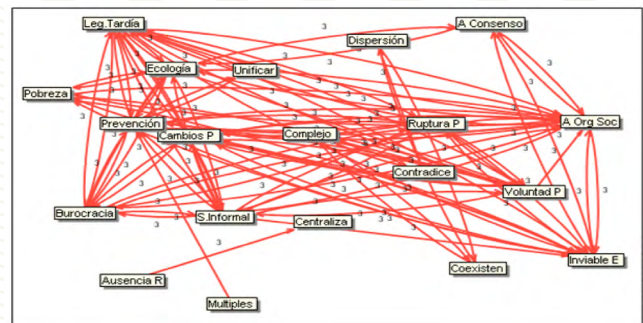 Leg.Tardía
A Consenso
Dispersión
Ecología
Unificar
Pobreza
Prevención
Ruptura P
A Org Soc
Cambios P
Complejo
Contradice
Voluntad P
Burocracia
S.Informal
Centraliza
Inviable E
Coexisten
Ausencia R
Multiples